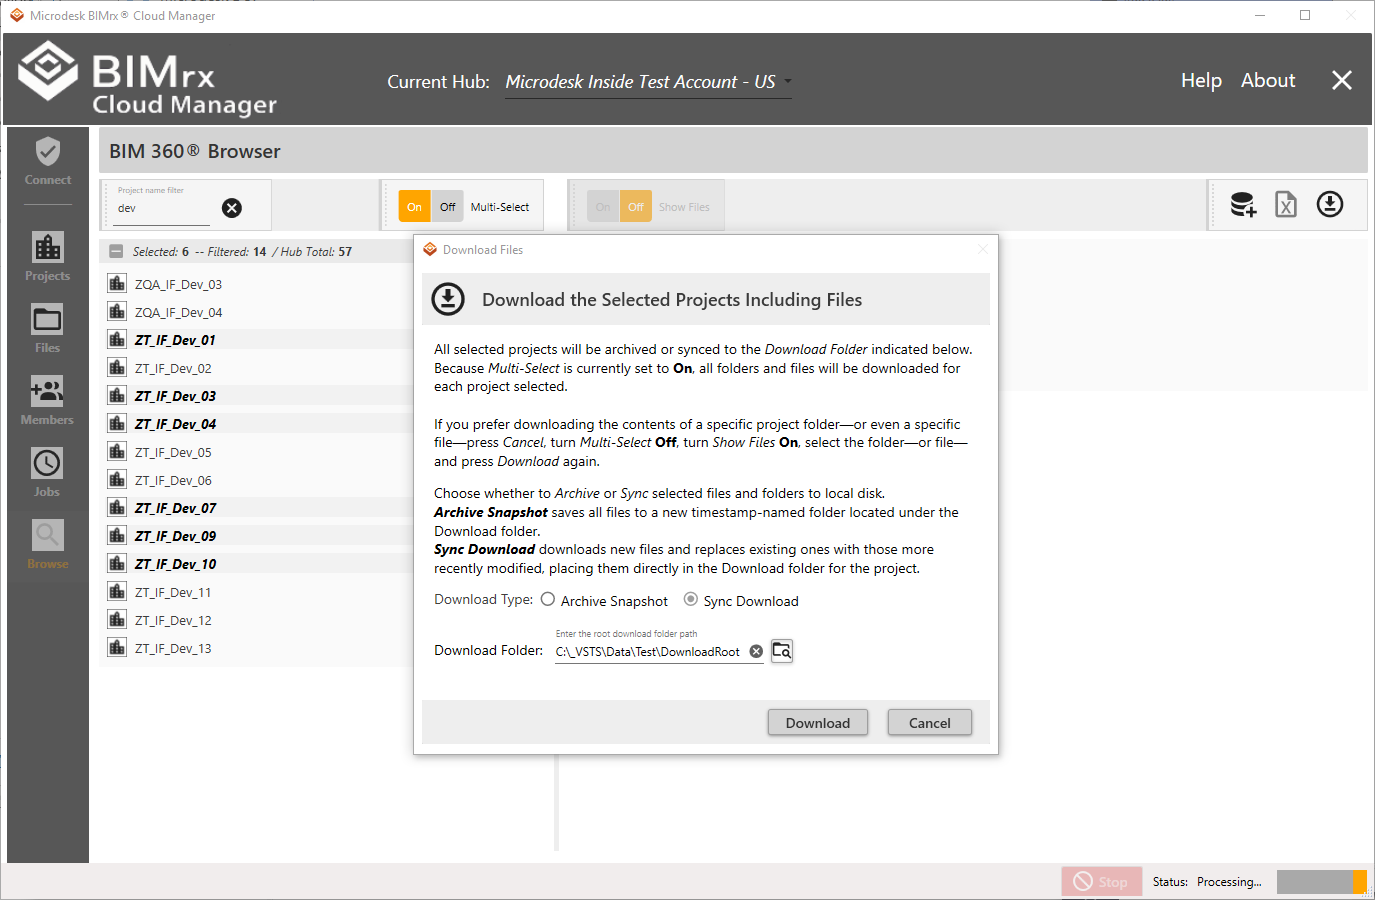 Microdesk BIMrx® Cloud Manager
BIMrx
Cloud Manager
Current Hub: Microdesk Inside Test Account - US
Help About
Connect
Projects
Files
Members
Jobs
Browse
BIM 360® Browser
Project name filter
dev
On Off Multi-Select
On Off Show Files
Selected: 6 -- Filtered: 14 / Hub Total: 57
ZQA_IF_Dev_03
ZQA_IF_Dev_04
ZT_IF_Dev_01
ZT_IF_Dev_02
ZT_IF_Dev_03
ZT_IF_Dev_04
ZT_IF_Dev_05
ZT_IF_Dev_06
ZT_IF_Dev_07
ZT_IF_Dev_09
ZT_IF_Dev_10
ZT_IF_Dev_11
ZT_IF_Dev_12
ZT_IF_Dev_13
Download Files
Download the Selected Projects Including Files
All selected projects will be archived or synced to the Download Folder indicated below.
Because Multi-Select is currently set to On, all folders and files will be downloaded for
each project selected.
If you prefer downloading the contents of a specific project folder—or even a specific
file—press Cancel, turn Multi-Select Off, turn Show Files On, select the folder—or file—
and press Download again.
Choose whether to Archive or Sync selected files and folders to local disk.
Archive Snapshot saves all files to a new timestamp-named folder located under the
Download folder.
Sync Download downloads new files and replaces existing ones with those more
recently modified, placing them directly in the Download folder for the project.
Download Type: Archive Snapshot Sync Download
Enter the root download folder path
Download Folder: C:\_VSTS\Data\Test\DownloadRoot
Download Cancel
Stop Status: Processing...